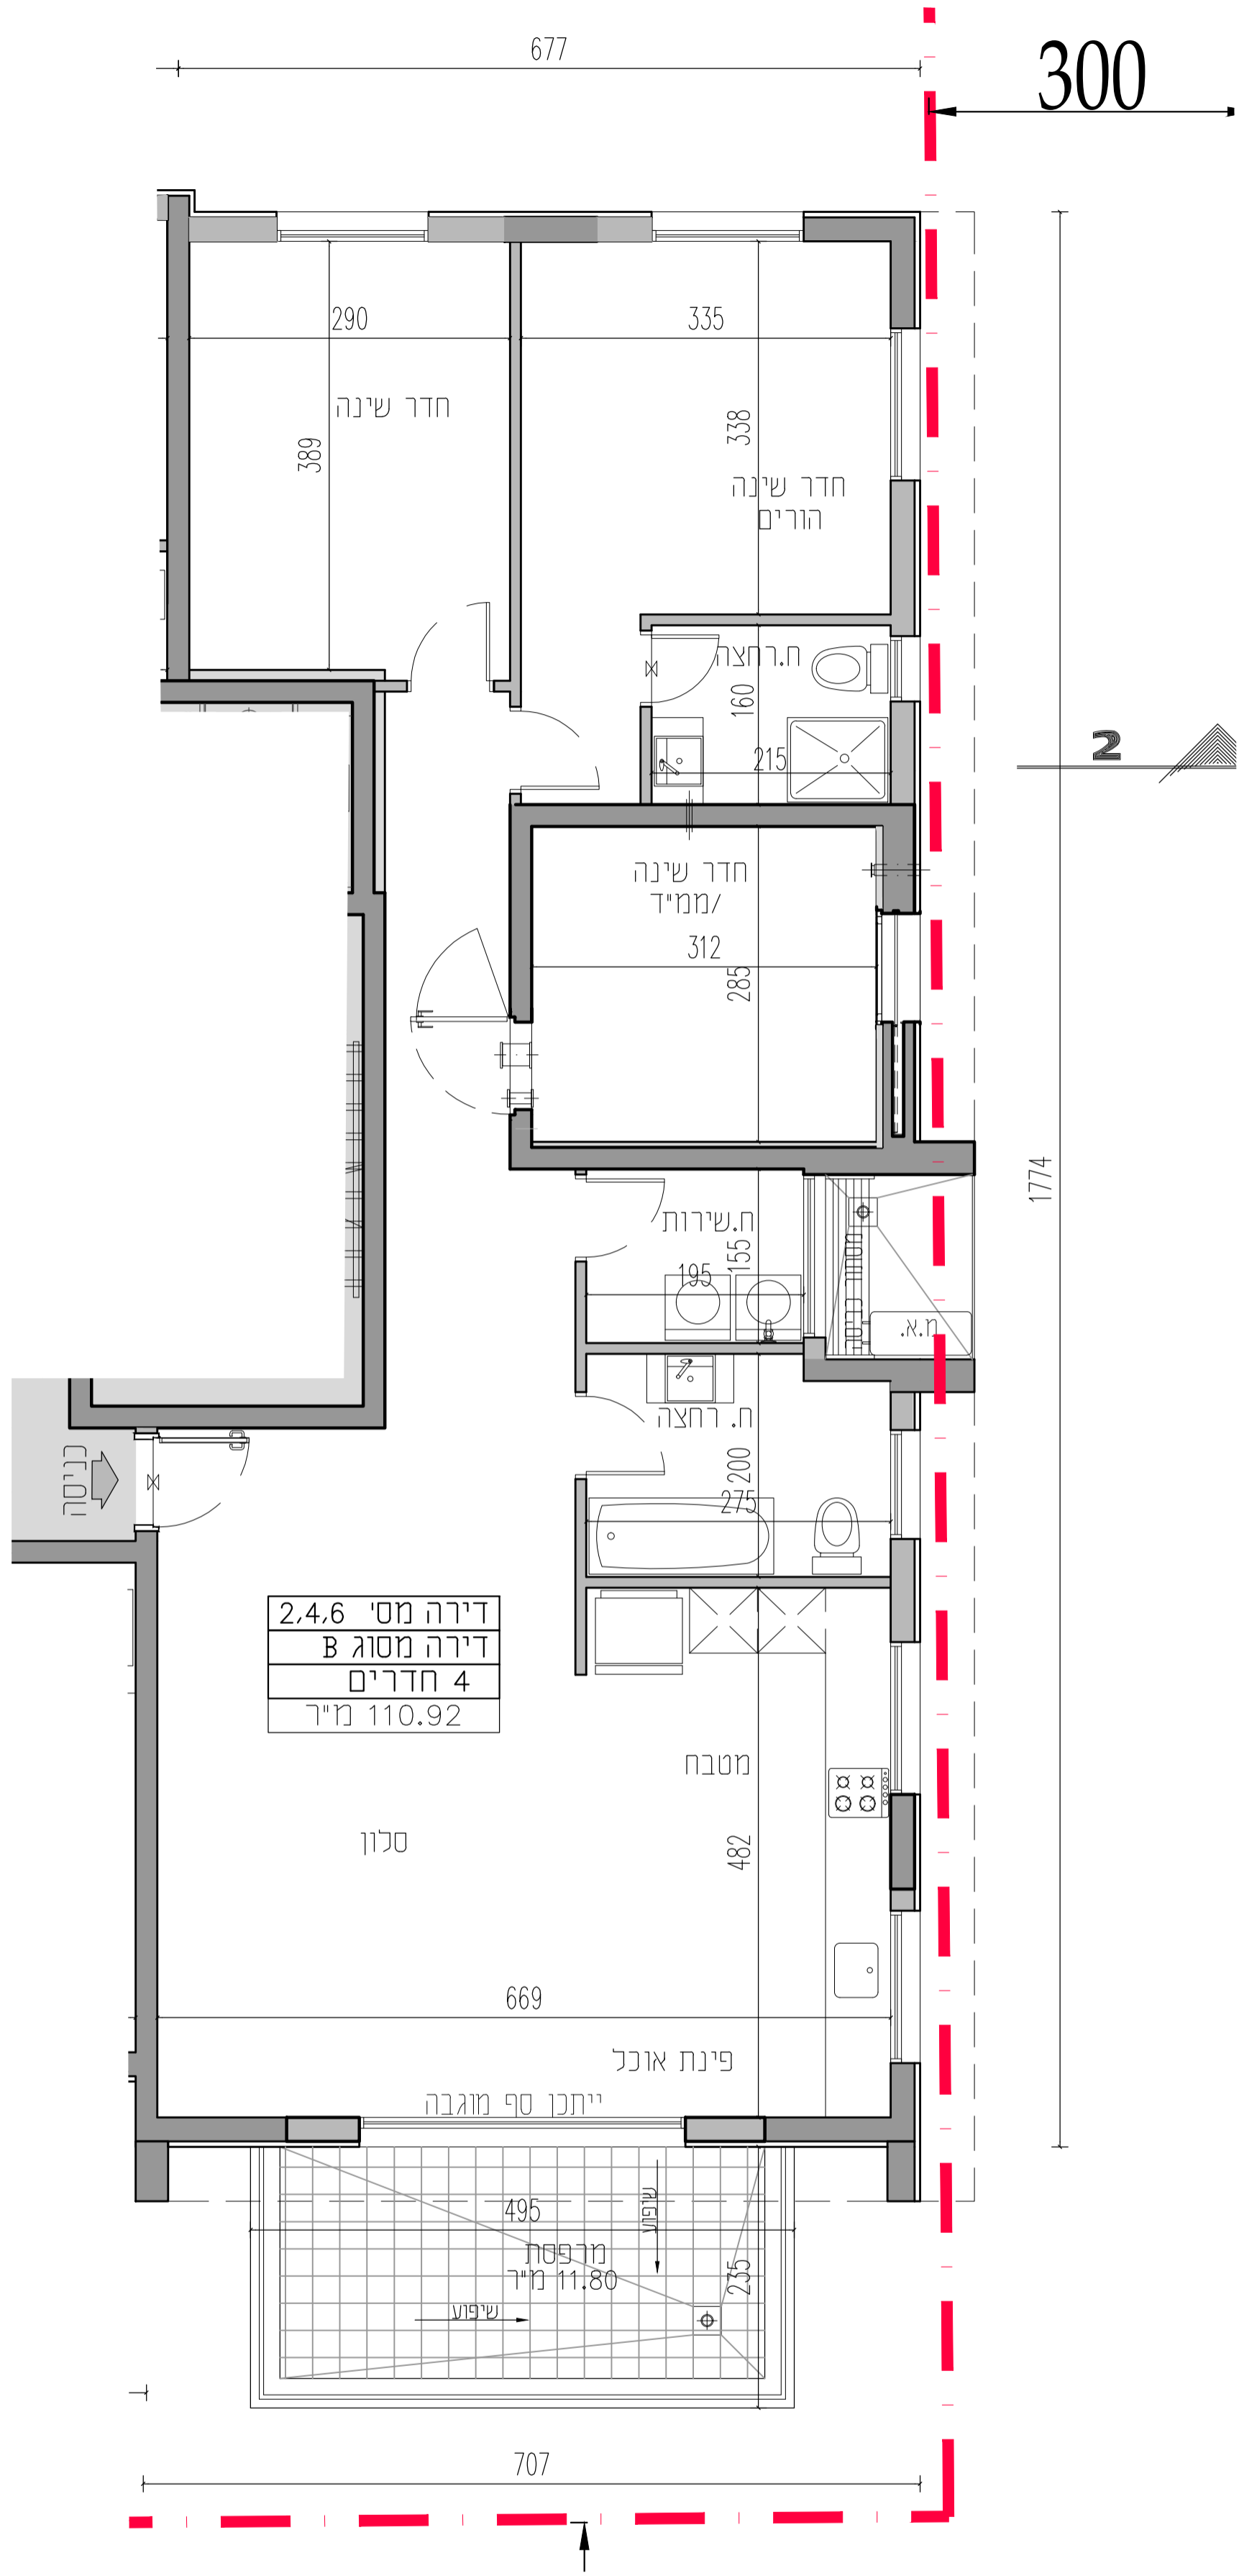 677
300
290
335
חדר שינה
389
338
חדר שינה
הורים
ח.רחצה
160
215
2
חדר שינה
/ממ"ד
312
285
1774
ח.שירות
155
195
מסתור כביסה
מ.א.
ח. רחצה
200
275
כניסה
דירה מס' 2,4,6
דירה מסוג B
4 חדרים
110.92 מ"ר
מטבח
סלון
482
669
פינת אוכל
ייתכן סף מוגבה
495
שיפוע
מרפסת
11.80 מ"ר
235
שיפוע
707